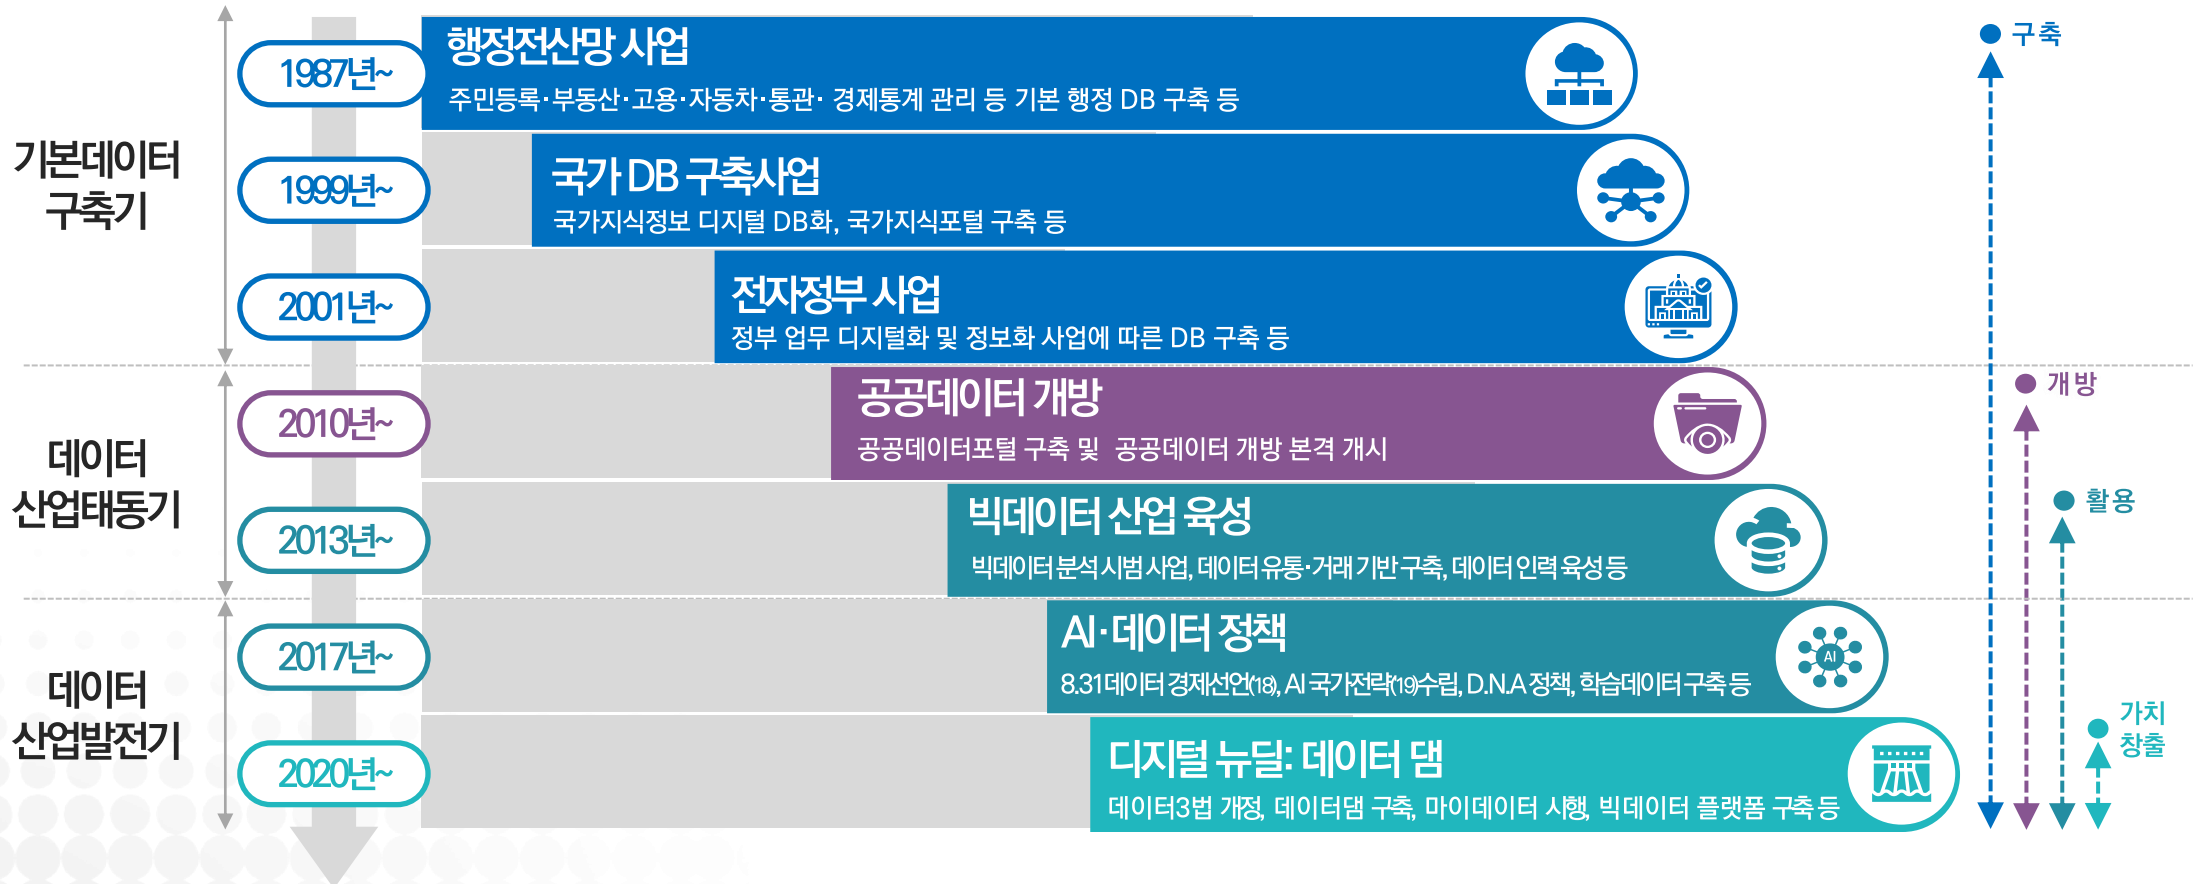 기본데이터
구축기
1987년~
행정전산망 사업
주민등록·부동산·고용·자동차·통관· 경제통계 관리 등 기본 행정 DB 구축 등
1999년~
국가 DB 구축사업
국가지식정보 디지털 DB화, 국가지식포털 구축 등
2001년~
전자정부 사업
정부 업무 디지털화 및 정보화 사업에 따른 DB 구축 등
데이터
산업태동기
2010년~
공공데이터 개방
공공데이터포털 구축 및 공공데이터 개방 본격 개시
2013년~
빅데이터 산업 육성
빅데이터 분석 시범 사업, 데이터 유통·거래 기반 구축, 데이터 인력 육성 등
데이터
산업발전기
2017년~
AI·데이터 정책
8.31 데이터 경제선언('18), AI 국가전략('19)수립, D.N.A 정책, 학습데이터 구축 등
AI
2020년~
디지털 뉴딜: 데이터 댐
데이터3법 개정, 데이터댐 구축, 마이데이터 시행, 빅데이터 플랫폼 구축 등
구축
개방
활용
가치
창출